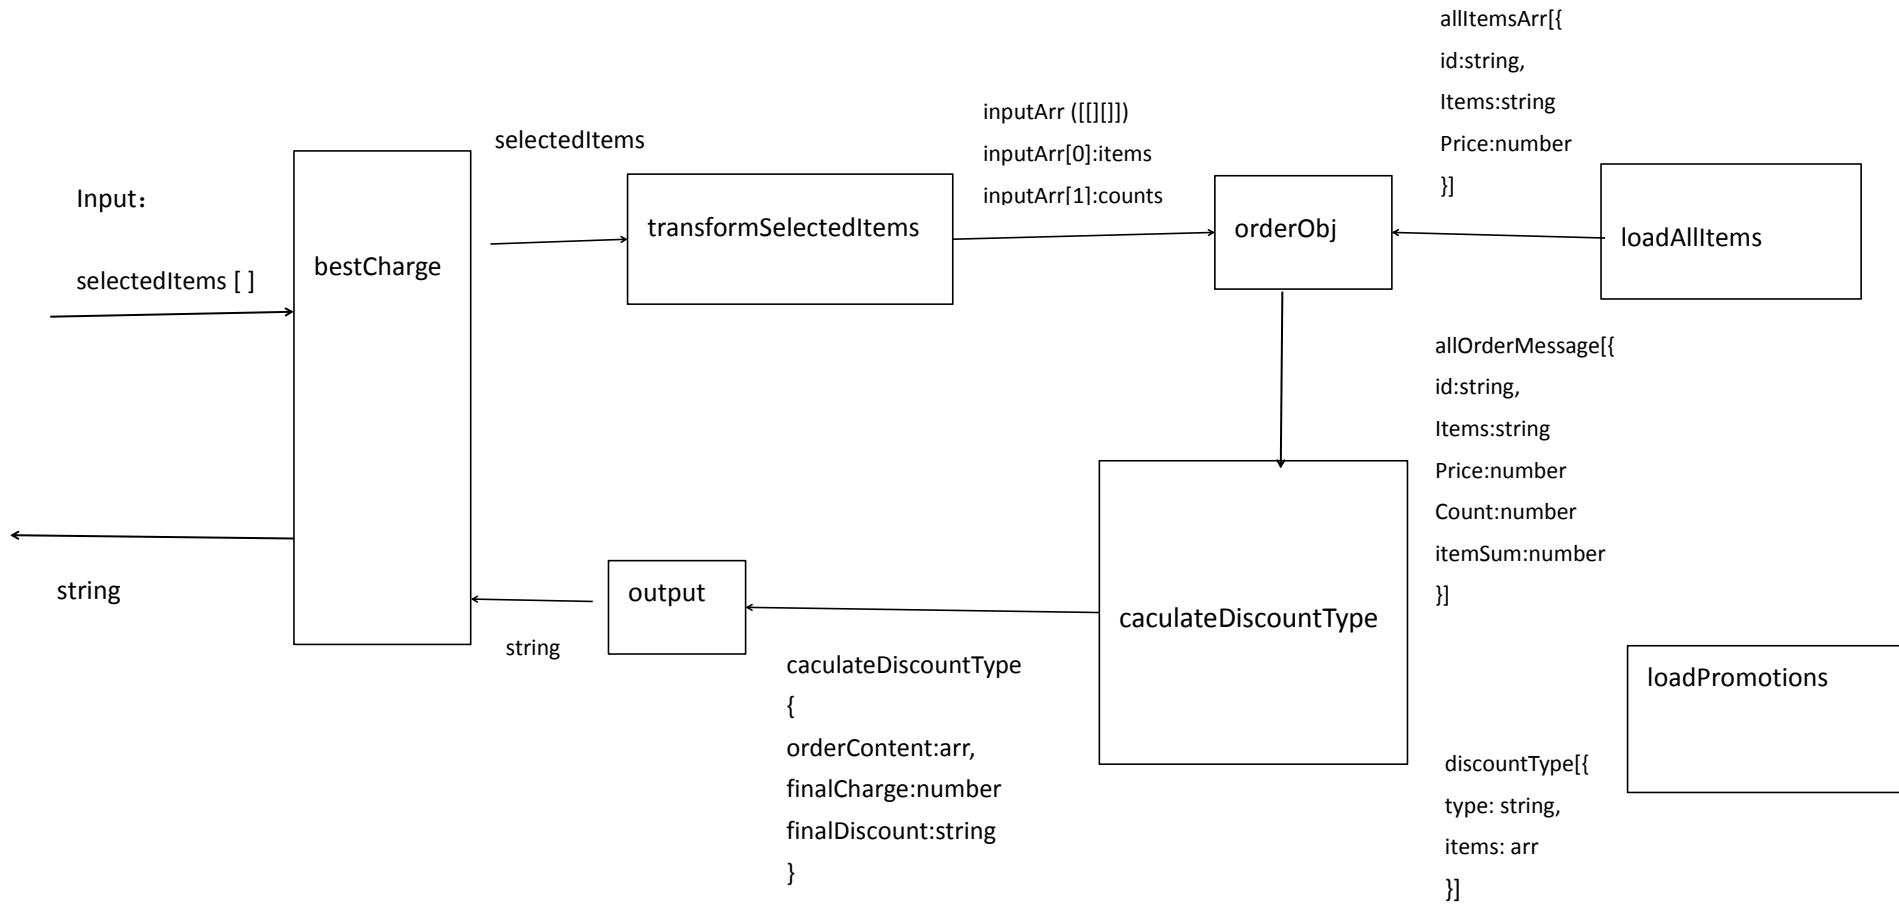 Input：
selectedItems [ ]
bestCharge
selectedItems
transformSelectedItems
inputArr ([[][]])
inputArr[0]:items
inputArr[1]:counts
orderObj
allItemsArr[{
id:string,
Items:string
Price:number
}]
loadAllItems
allOrderMessage[{
id:string,
Items:string
Price:number
Count:number
itemSum:number
}]
caculateDiscountType
loadPromotions
discountType[{
type: string,
items: arr
}]
caculateDiscountType
{
orderContent:arr,
finalCharge:number
finalDiscount:string
}
output
string
string